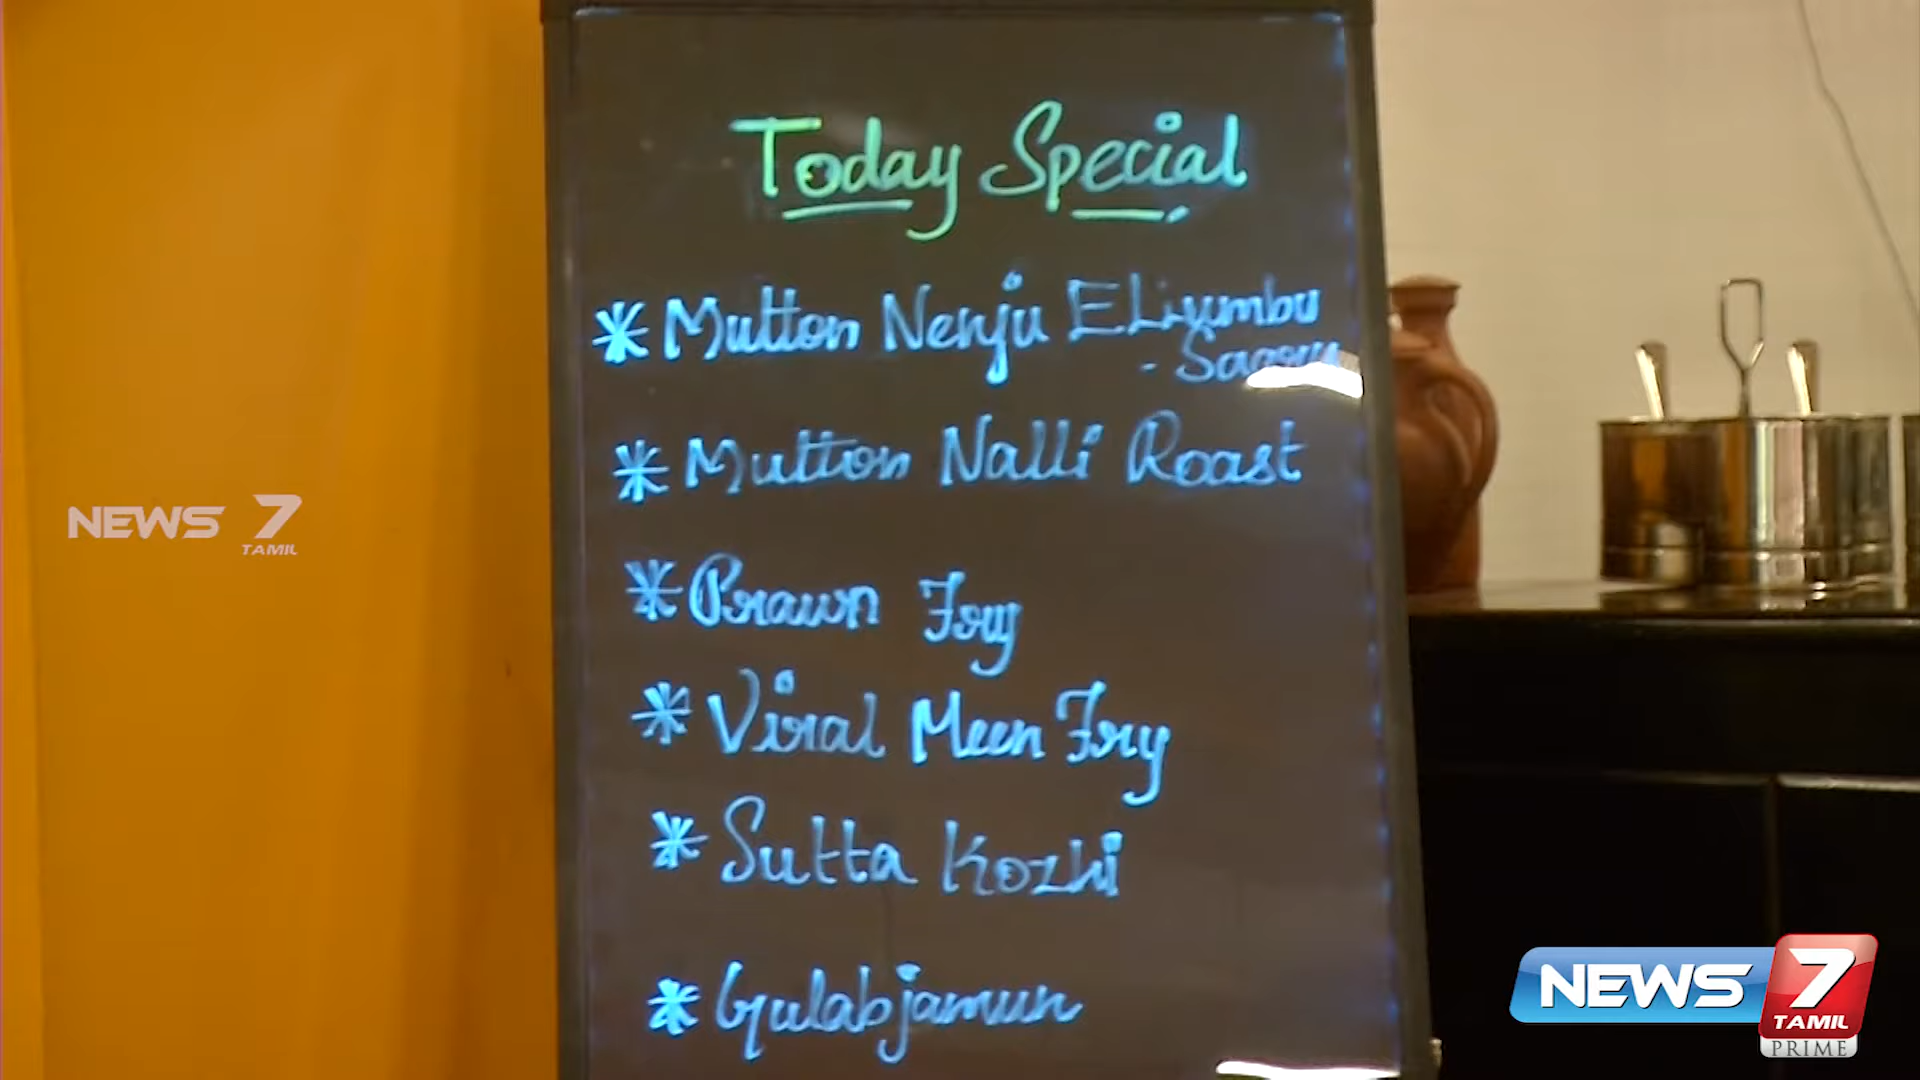 Today Special
* Mutton Nenju ELiyumbu
* Mutton Nalli Roast
* Prawn Fry
* Viral Meen Fry
* Sutta Kozhi
* Gulabjamun
NEWS 7
TAMIL
NEWS 7
TAMIL
PRIME